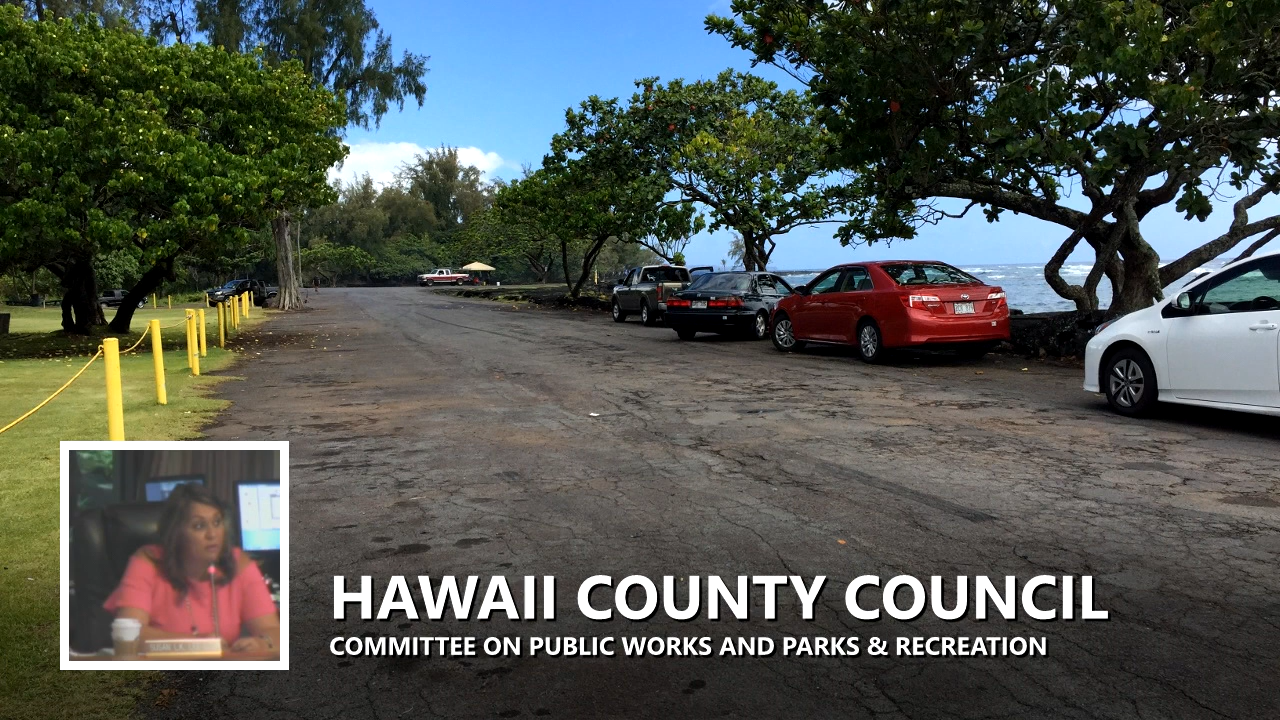 HAWAII COUNTY COUNCIL
COMMITTEE ON PUBLIC WORKS AND PARKS & RECREATION